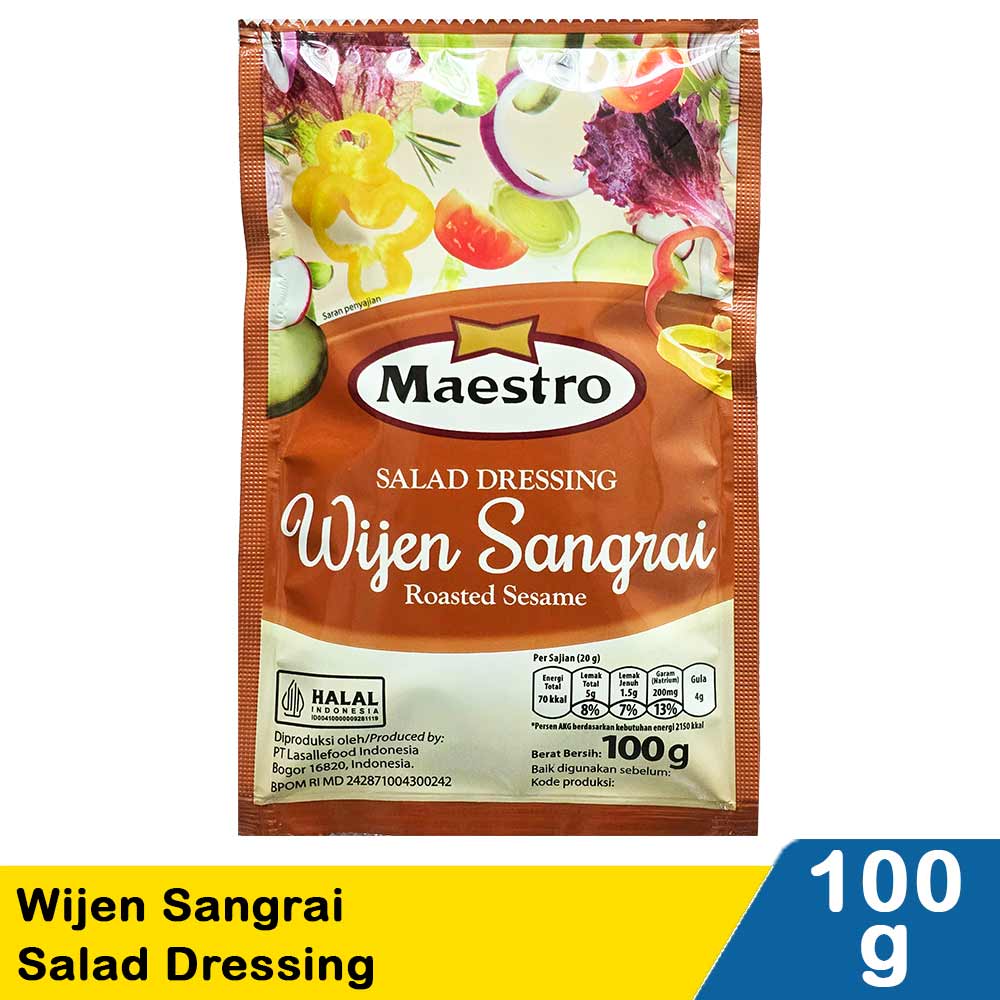 Saran penyajian
Maestro
SALAD DRESSING
Wijen Sangrai
Roasted Sesame
Per Sajian (20 g)
Energi Total 70 kkal
Lemak Total 5g 8%
Lemak Jenuh 1.5g 7%
Garam (Natrium) 200mg 13%
Gula 4g
*Persen AKG berdasarkan kebutuhan energi 2150 kkal
HALAL
INDONESIA
ID00410000009281119
Diproduksi oleh/Produced by:
PT Lasallefood Indonesia
Bogor 16820, Indonesia.
BPOM RI MD 242871004300242
Berat Bersih: 100 g
Baik digunakan sebelum:
Kode produksi:
Wijen Sangrai
Salad Dressing
100
g